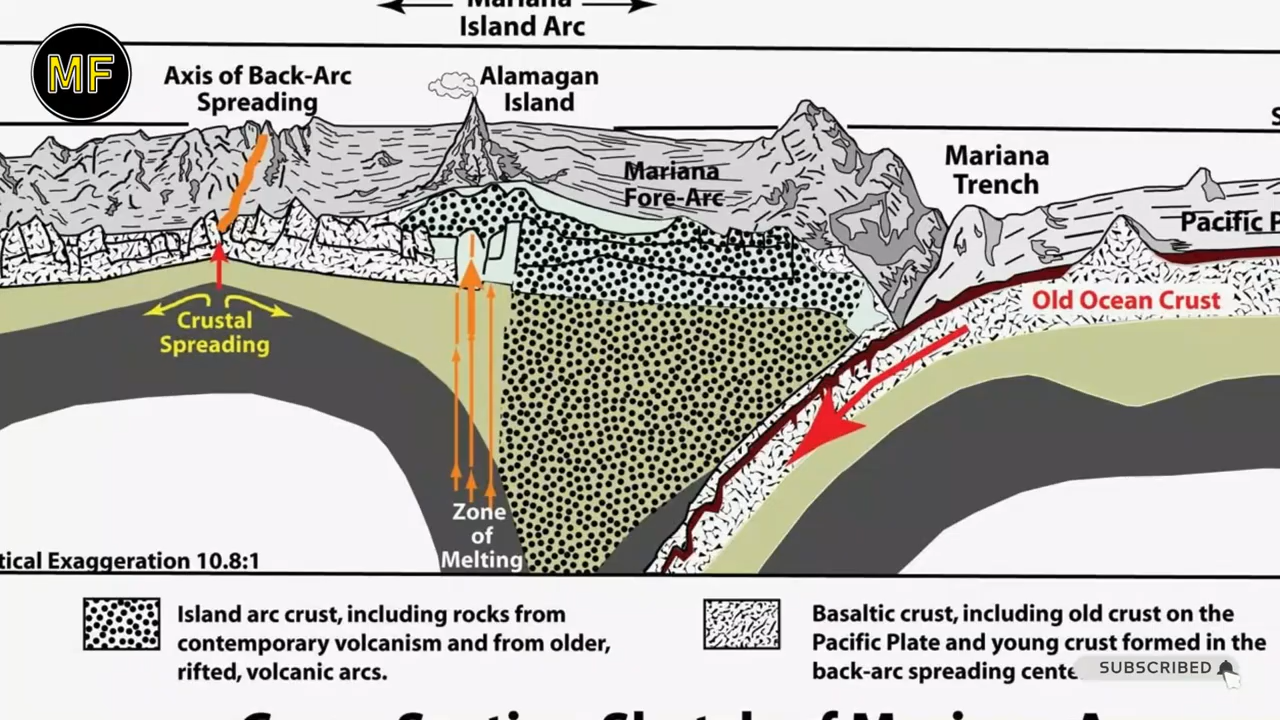 Mariana
Island Arc
MF
Axis of Back-Arc
Spreading
Alamagan
Island
Mariana
Fore-Arc
Mariana
Trench
Pacific P
Old Ocean Crust
Crustal
Spreading
Zone
of
Melting
tical Exaggeration 10.8:1
Island arc crust, including rocks from
contemporary volcanism and from older,
rifted, volcanic arcs.
Basaltic crust, including old crust on the
Pacific Plate and young crust formed in the
back-arc spreading cente
SUBSCRIBED